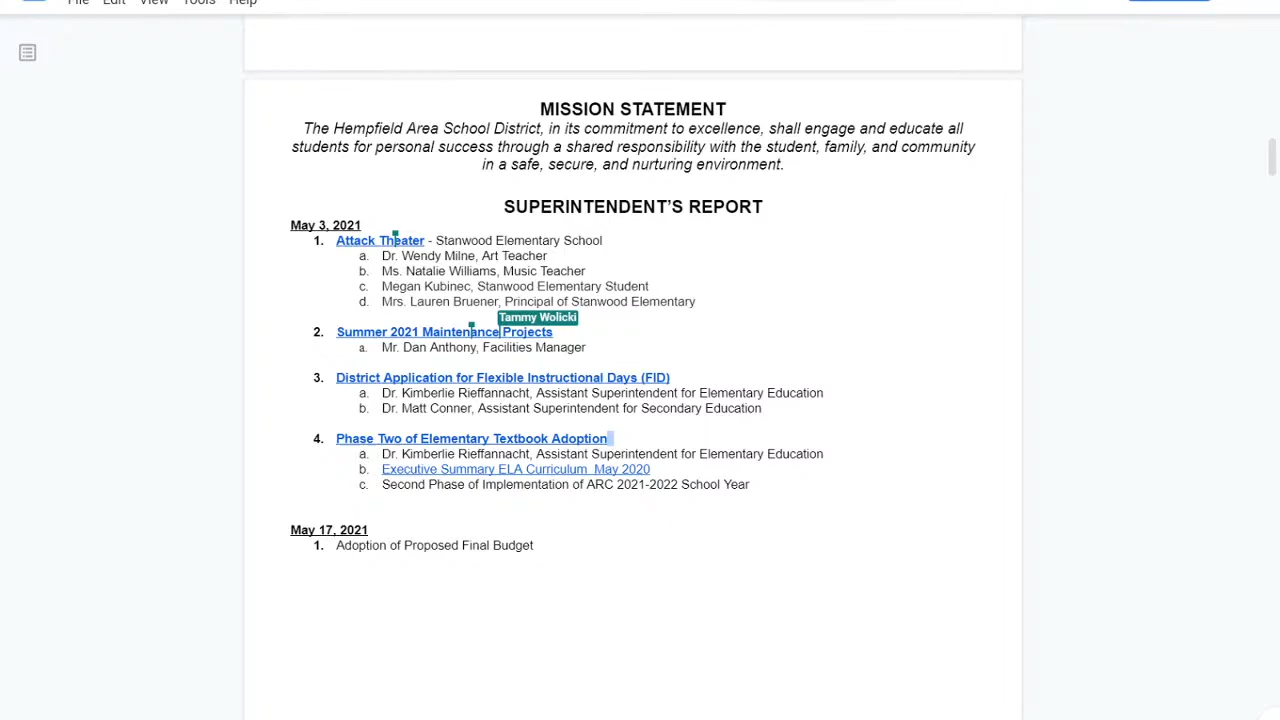 File Edit View Tools Help
MISSION STATEMENT
The Hempfield Area School District, in its commitment to excellence, shall engage and educate all
students for personal success through a shared responsibility with the student, family, and community
in a safe, secure, and nurturing environment.
SUPERINTENDENT'S REPORT
May 3, 2021
1. Attack Theater - Stanwood Elementary School
a. Dr. Wendy Milne, Art Teacher
b. Ms. Natalie Williams, Music Teacher
c. Megan Kubinec, Stanwood Elementary Student
d. Mrs. Lauren Bruener, Principal of Stanwood Elementary
Tammy Wolicki
2. Summer 2021 Maintenance Projects
a. Mr. Dan Anthony, Facilities Manager
3. District Application for Flexible Instructional Days (FID)
a. Dr. Kimberlie Rieffannacht, Assistant Superintendent for Elementary Education
b. Dr. Matt Conner, Assistant Superintendent for Secondary Education
4. Phase Two of Elementary Textbook Adoption
a. Dr. Kimberlie Rieffannacht, Assistant Superintendent for Elementary Education
b. Executive Summary ELA Curriculum  May 2020
c. Second Phase of Implementation of ARC 2021-2022 School Year
May 17, 2021
1. Adoption of Proposed Final Budget